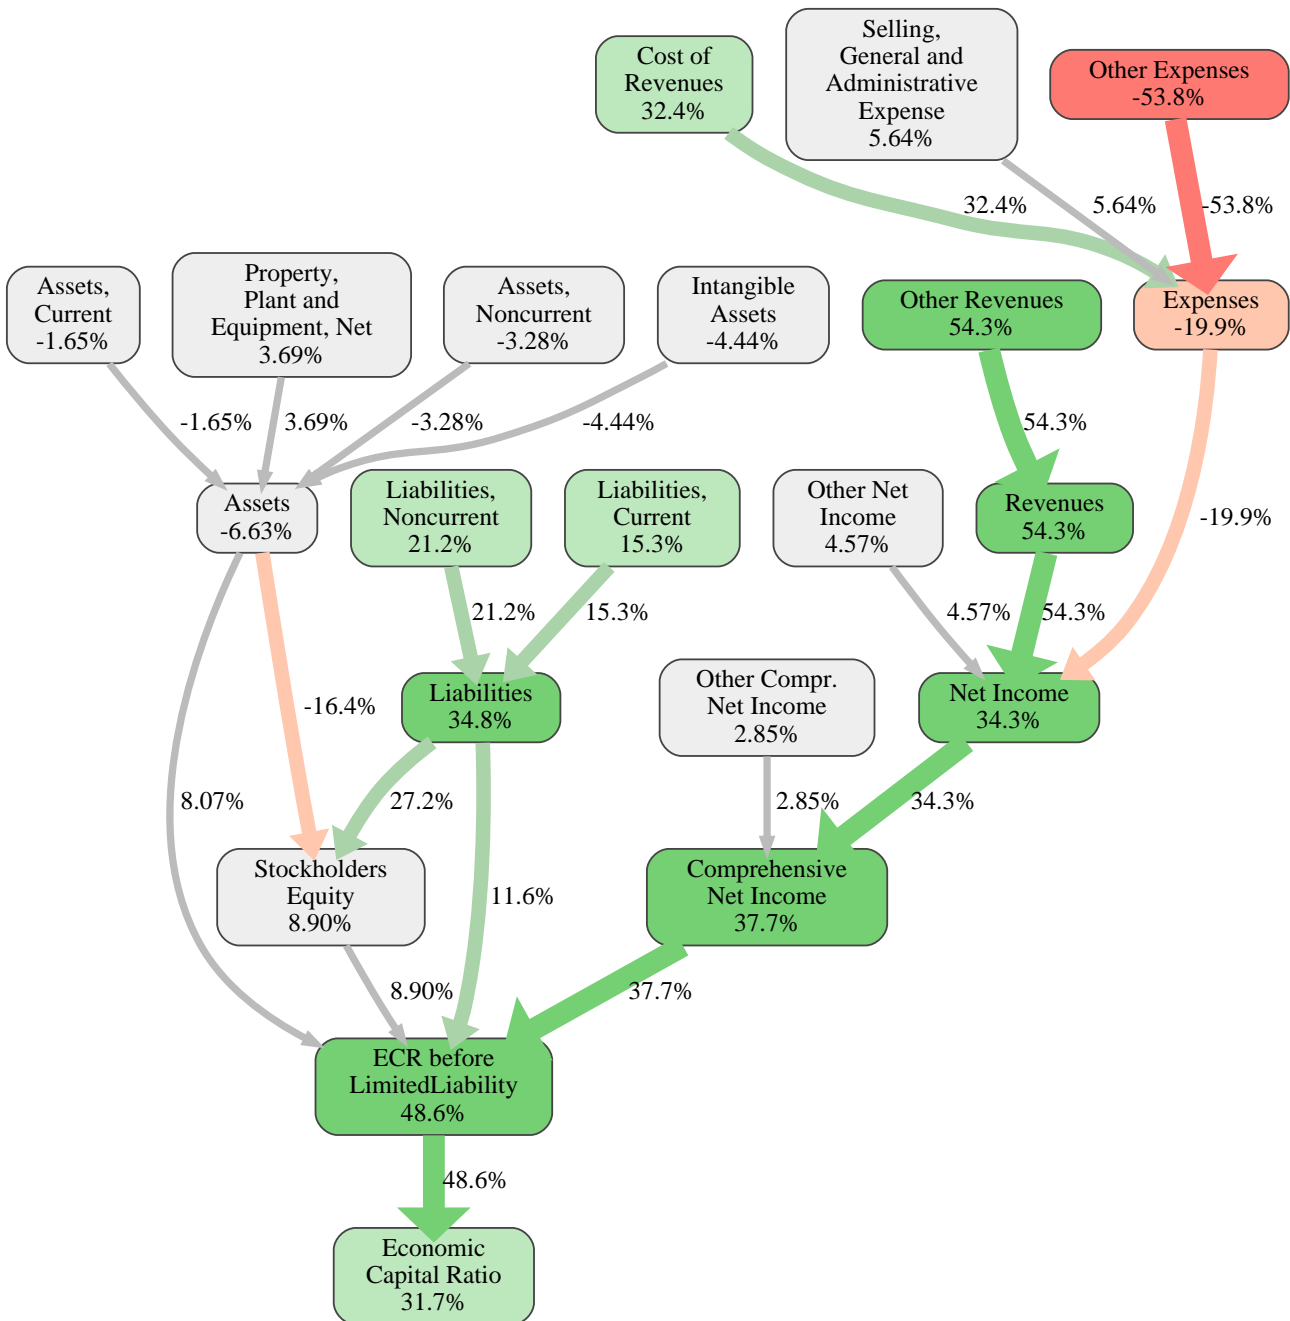 Cost of
Revenues
32.4%
Selling,
General and
Administrative
Expense
5.64%
Other Expenses
-53.8%
32.4%
5.64%
-53.8%
Assets,
Current
-1.65%
Property,
Plant and
Equipment, Net
3.69%
Assets,
Noncurrent
-3.28%
Intangible
Assets
-4.44%
Other Revenues
54.3%
Expenses
-19.9%
-1.65%
3.69%
-3.28%
-4.44%
54.3%
-19.9%
Assets
-6.63%
Liabilities,
Noncurrent
21.2%
Liabilities,
Current
15.3%
Other Net
Income
4.57%
Revenues
54.3%
21.2%
15.3%
4.57%
54.3%
-16.4%
Liabilities
34.8%
Other Compr.
Net Income
2.85%
Net Income
34.3%
8.07%
27.2%
2.85%
34.3%
Stockholders
Equity
8.90%
11.6%
Comprehensive
Net Income
37.7%
8.90%
37.7%
ECR before
LimitedLiability
48.6%
48.6%
Economic
Capital Ratio
31.7%